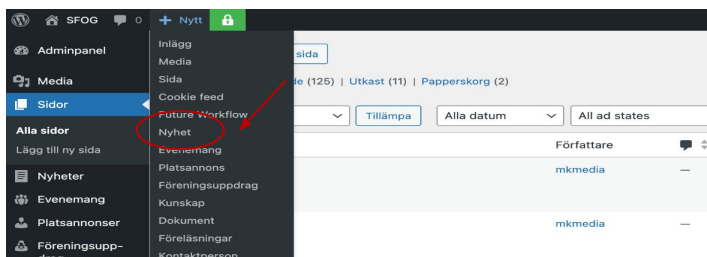 SFOG 0 + Nytt
Adminpanel
Media
Sidor
Alla sidor
Lägg till ny sida
Nyheter
Evenemang
Platsannonser
Föreningsupp-
Inlägg
Media
Sida
Cookie feed
Future Workflow
Nyhet
Evenemang
Platsannons
Föreningsuppdrag
Kunskap
Dokument
Föreläsningar
Kontaktperson
sida
(125) | Utkast (11) | Papperskorg (2)
Tillämpa Alla datum All ad states
Författare
mkmedia —
mkmedia —